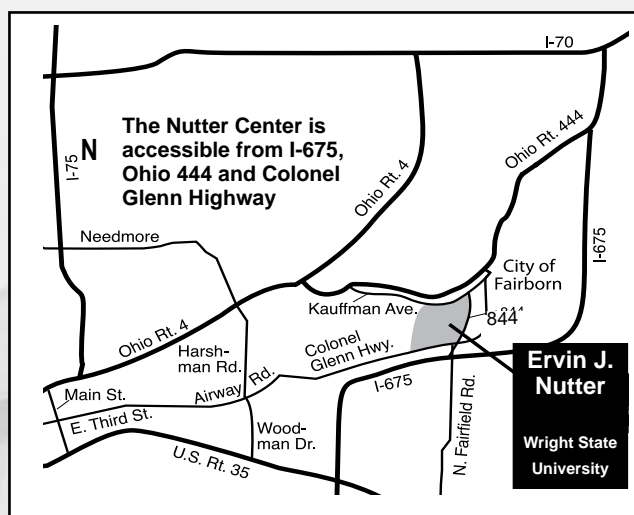 I-70
I-75
N
The Nutter Center is
accessible from I-675,
Ohio 444 and Colonel
Glenn Highway
Ohio Rt. 4
Ohio Rt. 444
I-675
Needmore
City of
Fairborn
Kauffman Ave.
844
Ohio Rt. 4
Harsh-
man Rd.
Colonel
Glenn Hwy.
Ervin J.
Nutter
Wright State
University
I-675
Main St.
Airway Rd.
E. Third St.
Wood-
man Dr.
N. Fairfield Rd.
U.S. Rt. 35